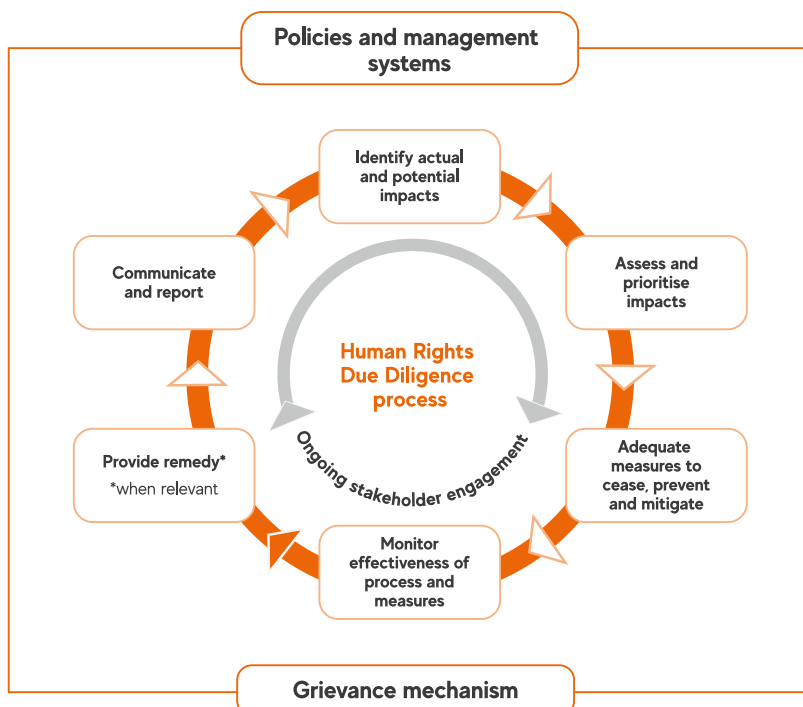 Policies and management
systems
Identify actual
and potential
impacts
Communicate
and report
Assess and
prioritise
impacts
Human Rights
Due Diligence
process
Ongoing stakeholder engagement
Provide remedy*
*when relevant
Adequate
measures to
cease, prevent
and mitigate
Monitor
effectiveness of
process and
measures
Grievance mechanism